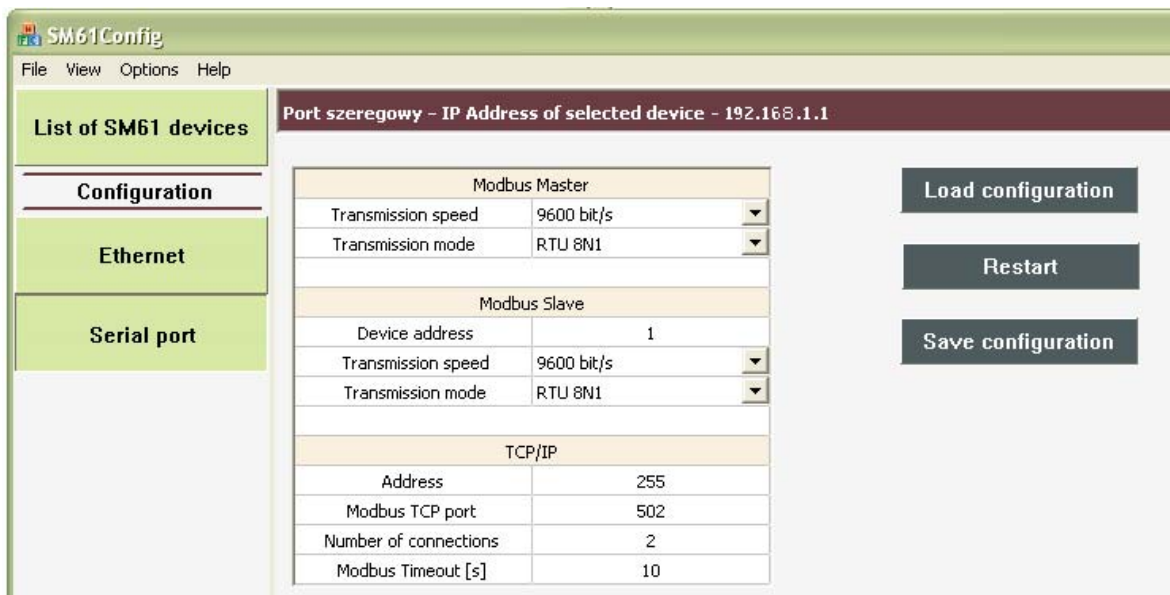 SM61Config
File View Options Help
List of SM61 devices
Configuration
Ethernet
Serial port
Port szeregowy - IP Address of selected device - 192.168.1.1
Modbus Master
Transmission speed 9600 bit/s
Transmission mode RTU 8N1
Modbus Slave
Device address 1
Transmission speed 9600 bit/s
Transmission mode RTU 8N1
TCP/IP
Address 255
Modbus TCP port 502
Number of connections 2
Modbus Timeout [s] 10
Load configuration
Restart
Save configuration